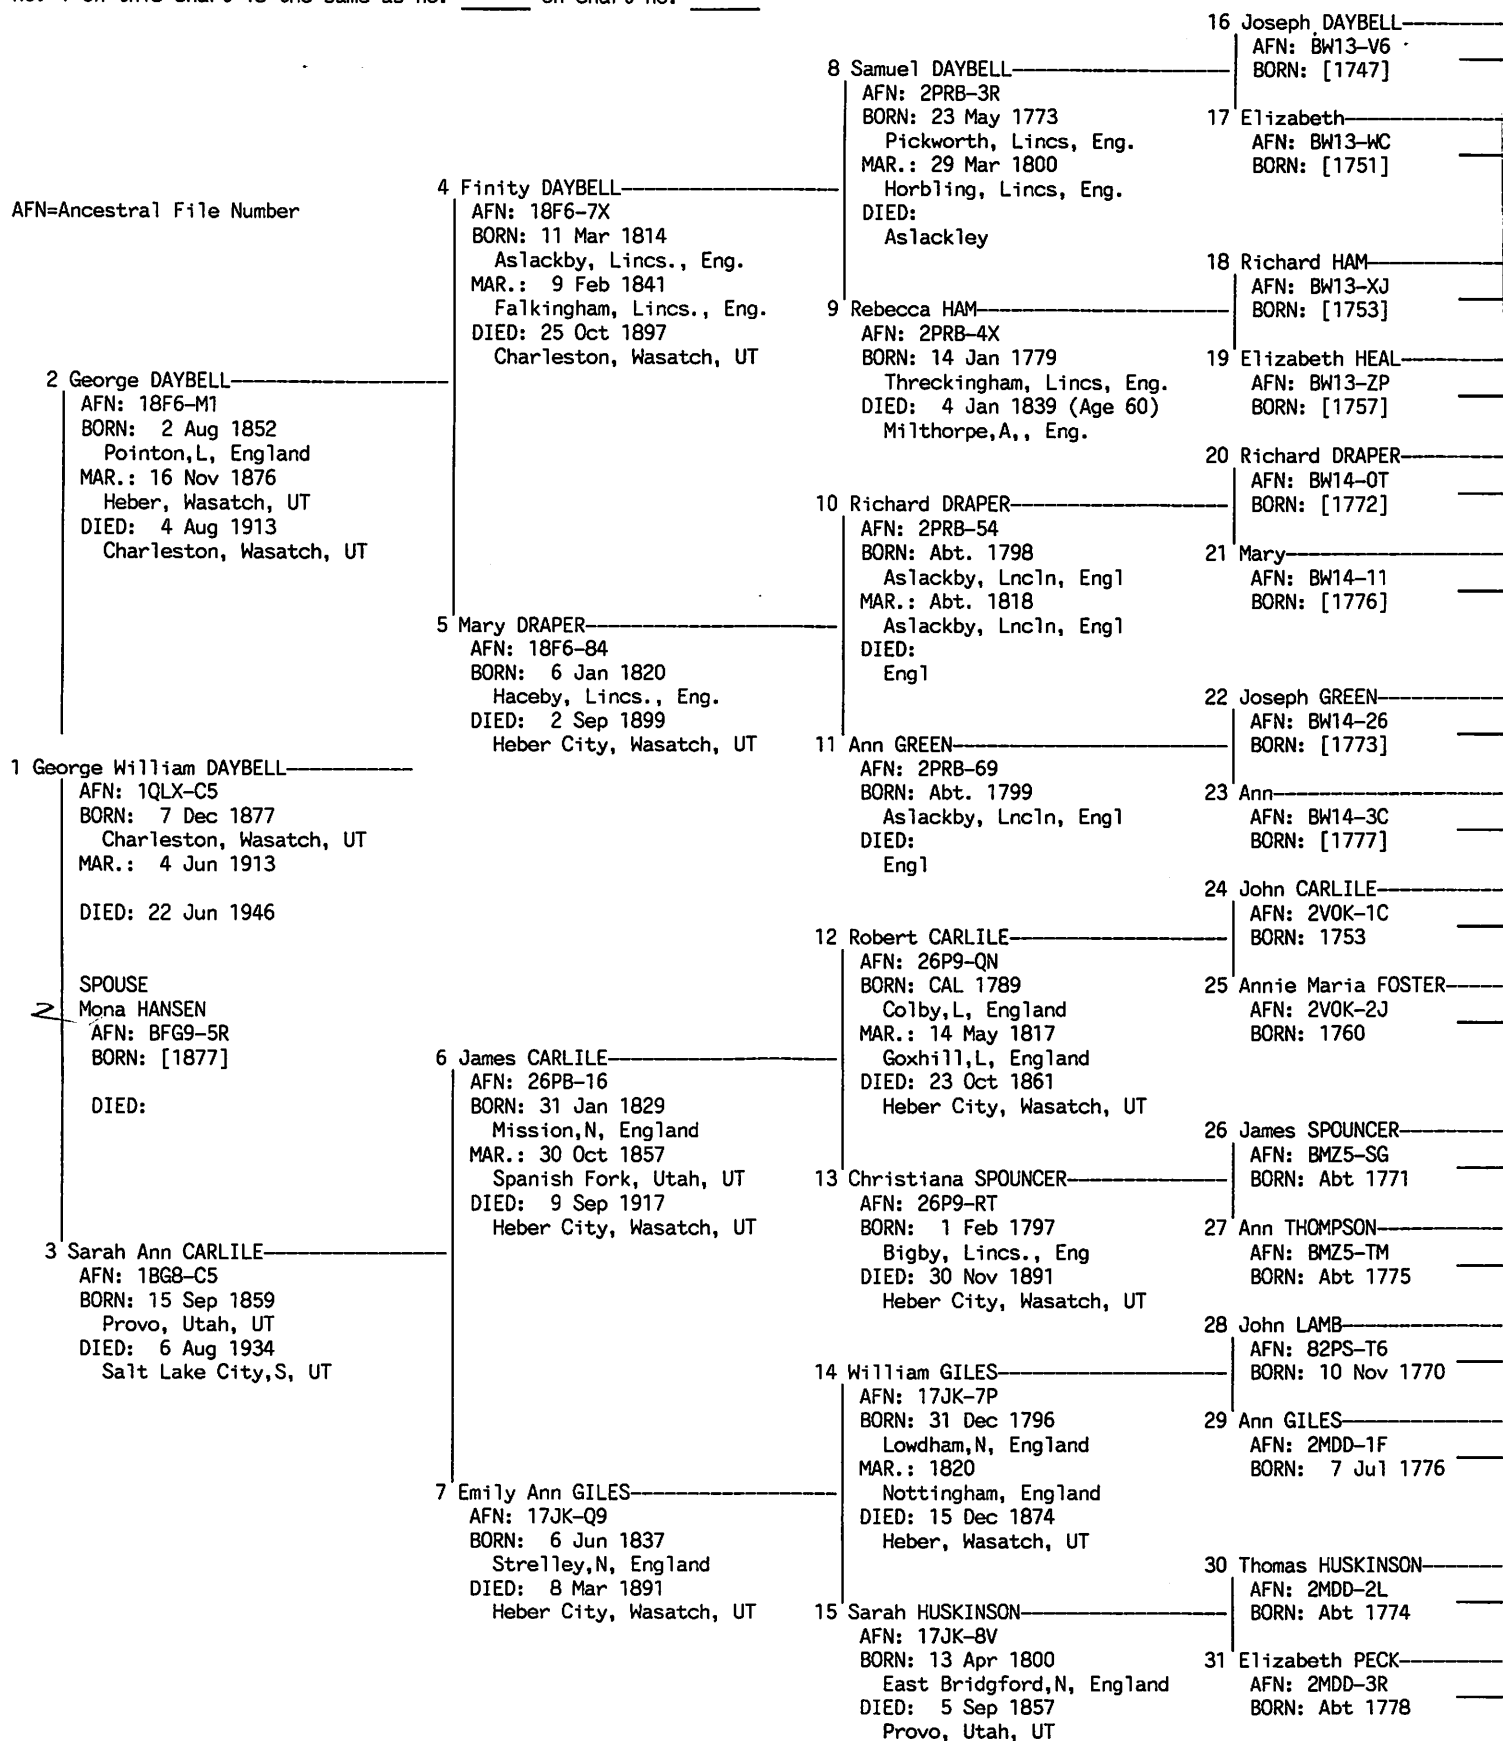 AFN=Ancestral File Number
1 George William DAYBELL
AFN: 1QLX-C5
BORN: 7 Dec 1877
Charleston, Wasatch, UT
MAR.: 4 Jun 1913
DIED: 22 Jun 1946
SPOUSE
2 Mona HANSEN
AFN: BFG9-5R
BORN: [1877]
DIED:
2 George DAYBELL
AFN: 18F6-M1
BORN: 2 Aug 1852
Pointon,L, England
MAR.: 16 Nov 1876
Heber, Wasatch, UT
DIED: 4 Aug 1913
Charleston, Wasatch, UT
3 Sarah Ann CARLILE
AFN: 1BG8-C5
BORN: 15 Sep 1859
Provo, Utah, UT
DIED: 6 Aug 1934
Salt Lake City,S, UT
4 Finity DAYBELL
AFN: 18F6-7X
BORN: 11 Mar 1814
Aslackby, Lincs., Eng.
MAR.: 9 Feb 1841
Falkingham, Lincs., Eng.
DIED: 25 Oct 1897
Charleston, Wasatch, UT
5 Mary DRAPER
AFN: 18F6-84
BORN: 6 Jan 1820
Haceby, Lincs., Eng.
DIED: 2 Sep 1899
Heber City, Wasatch, UT
6 James CARLILE
AFN: 26PB-16
BORN: 31 Jan 1829
Mission,N, England
MAR.: 30 Oct 1857
Spanish Fork, Utah, UT
DIED: 9 Sep 1917
Heber City, Wasatch, UT
7 Emily Ann GILES
AFN: 17JK-Q9
BORN: 6 Jun 1837
Strelley,N, England
DIED: 8 Mar 1891
Heber City, Wasatch, UT
8 Samuel DAYBELL
AFN: 2PRB-3R
BORN: 23 May 1773
Pickworth, Lincs, Eng.
MAR.: 29 Mar 1800
Horbling, Lincs, Eng.
DIED:
Aslackley
9 Rebecca HAM
AFN: 2PRB-4X
BORN: 14 Jan 1779
Threckingham, Lincs, Eng.
DIED: 4 Jan 1839 (Age 60)
Milthorpe,A,, Eng.
10 Richard DRAPER
AFN: 2PRB-54
BORN: Abt. 1798
Aslackby, Lncln, Engl
MAR.: Abt. 1818
Aslackby, Lncln, Engl
DIED:
Engl
11 Ann GREEN
AFN: 2PRB-69
BORN: Abt. 1799
Aslackby, Lncln, Engl
DIED:
Engl
12 Robert CARLILE
AFN: 26P9-QN
BORN: CAL 1789
Colby,L, England
MAR.: 14 May 1817
Goxhill,L, England
DIED: 23 Oct 1861
Heber City, Wasatch, UT
13 Christiana SPOUNCER
AFN: 26P9-RT
BORN: 1 Feb 1797
Bigby, Lincs., Eng
DIED: 30 Nov 1891
Heber City, Wasatch, UT
14 William GILES
AFN: 17JK-7P
BORN: 31 Dec 1796
Lowdham,N, England
MAR.: 1820
Nottingham, England
DIED: 15 Dec 1874
Heber, Wasatch, UT
15 Sarah HUSKINSON
AFN: 17JK-8V
BORN: 13 Apr 1800
East Bridgford,N, England
DIED: 5 Sep 1857
Provo, Utah, UT
16 Joseph DAYBELL
AFN: BW13-V6
BORN: [1747]
17 Elizabeth
AFN: BW13-WC
BORN: [1751]
18 Richard HAM
AFN: BW13-XJ
BORN: [1753]
19 Elizabeth HEAL
AFN: BW13-ZP
BORN: [1757]
20 Richard DRAPER
AFN: BW14-0T
BORN: [1772]
21 Mary
AFN: BW14-11
BORN: [1776]
22 Joseph GREEN
AFN: BW14-26
BORN: [1773]
23 Ann
AFN: BW14-3C
BORN: [1777]
24 John CARLILE
AFN: 2V0K-1C
BORN: 1753
25 Annie Maria FOSTER
AFN: 2V0K-2J
BORN: 1760
26 James SPOUNCER
AFN: BMZ5-SG
BORN: Abt 1771
27 Ann THOMPSON
AFN: BMZ5-TM
BORN: Abt 1775
28 John LAMB
AFN: 82PS-T6
BORN: 10 Nov 1770
29 Ann GILES
AFN: 2MDD-1F
BORN: 7 Jul 1776
30 Thomas HUSKINSON
AFN: 2MDD-2L
BORN: Abt 1774
31 Elizabeth PECK
AFN: 2MDD-3R
BORN: Abt 1778